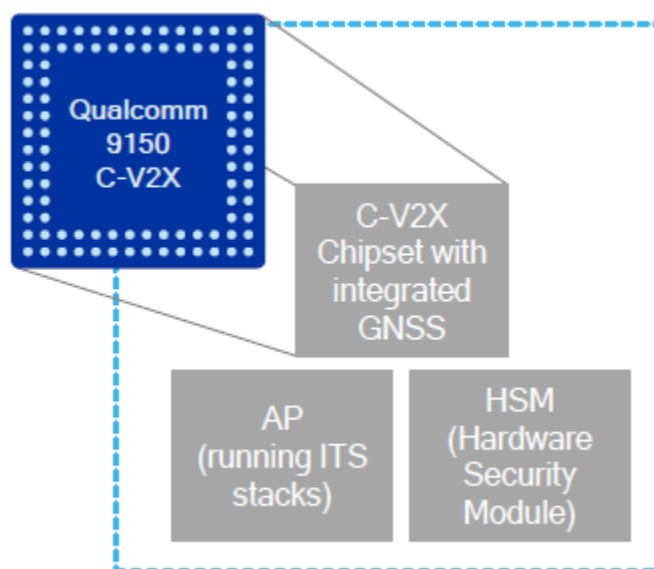 Qualcomm
9150
C-V2X
C-V2X
Chipset with
integrated
GNSS
AP
(running ITS
stacks)
HSM
(Hardware
Security
Module)